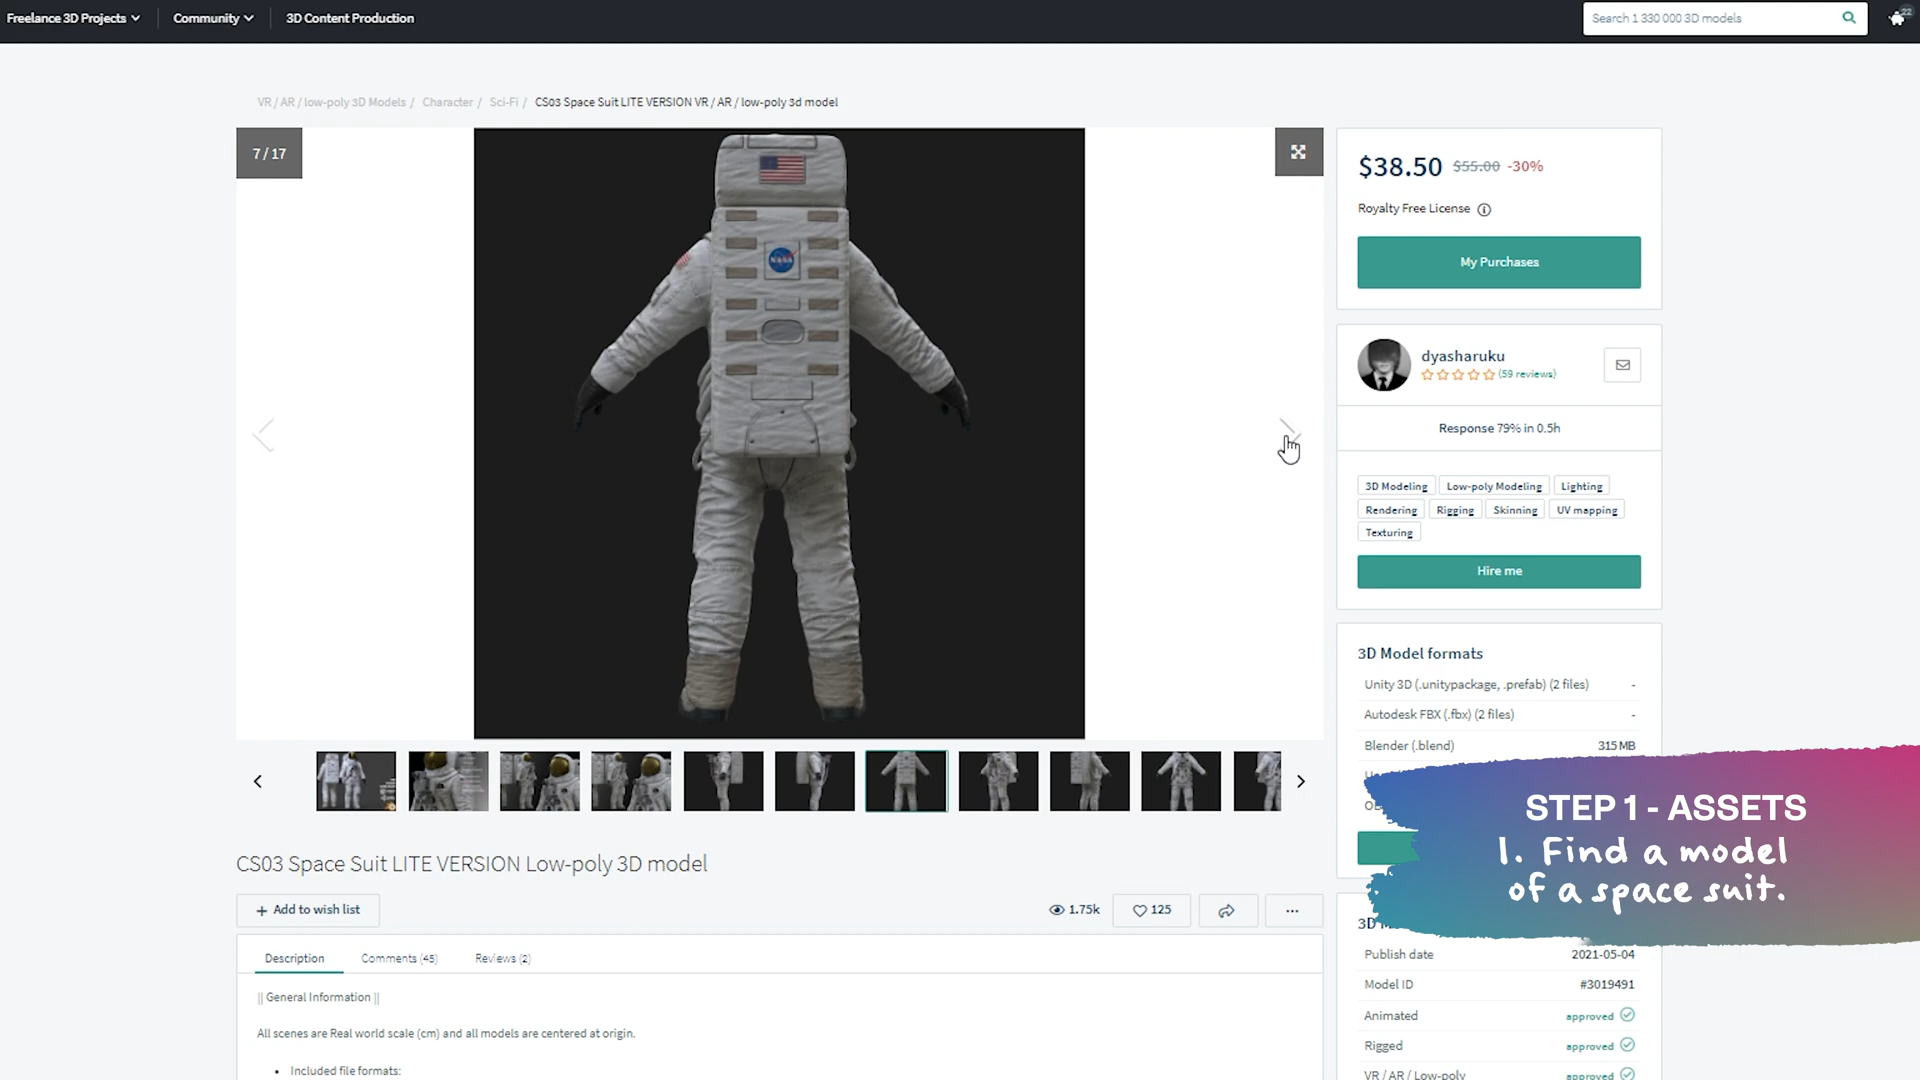 Freelance 3D Projects
Community
3D Content Production
Search 1 330 000 3D models
22
VR / AR / low-poly 3D Models / Character / Sci-Fi / CS03 Space Suit LITE VERSION VR / AR / low-poly 3d model
7 / 17
NASA
$38.50 $55.00 -30%
Royalty Free License
My Purchases
dyasharuku
(59 reviews)
Response 79% in 0.5h
3D Modeling
Low-poly Modeling
Lighting
Rendering
Rigging
Skinning
UV mapping
Texturing
Hire me
3D Model formats
Unity 3D (.unitypackage, .prefab) (2 files) -
Autodesk FBX (.fbx) (2 files) -
Blender (.blend) 315 MB
STEP 1 - ASSETS
1. Find a model
of a space suit.
CS03 Space Suit LITE VERSION Low-poly 3D model
+ Add to wish list
1.75k
125
...
Description
Comments (45)
Reviews (2)
|| General Information ||
All scenes are Real world scale (cm) and all models are centered at origin.
• Included file formats:
3D
Publish date 2021-05-04
Model ID #3019491
Animated approved
Rigged approved
VR / AR / Low-poly approved